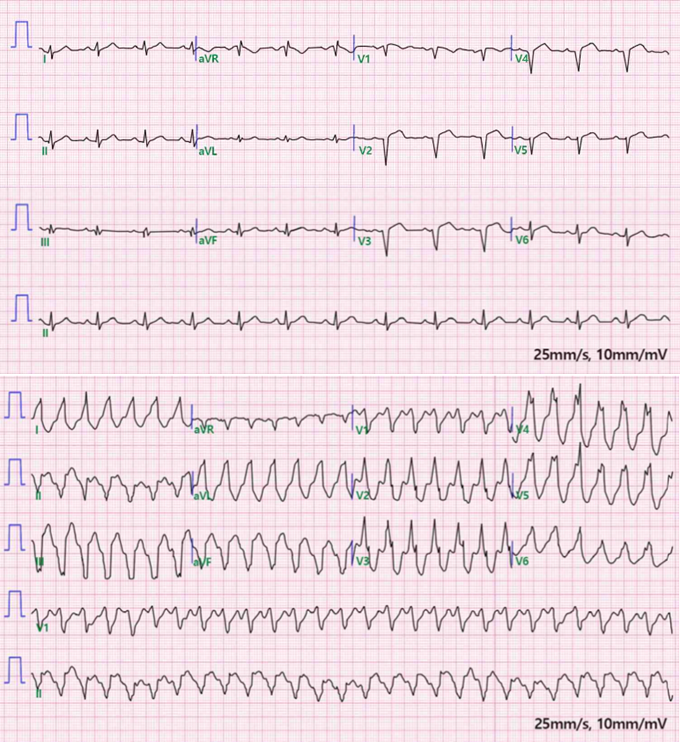 I aVR V1 V4
II aVL V2 V5
III aVF V3 V6
II
25mm/s, 10mm/mV
I aVR V1 V4
II aVL V2 V5
III aVF V3 V6
V1
II
25mm/s, 10mm/mV